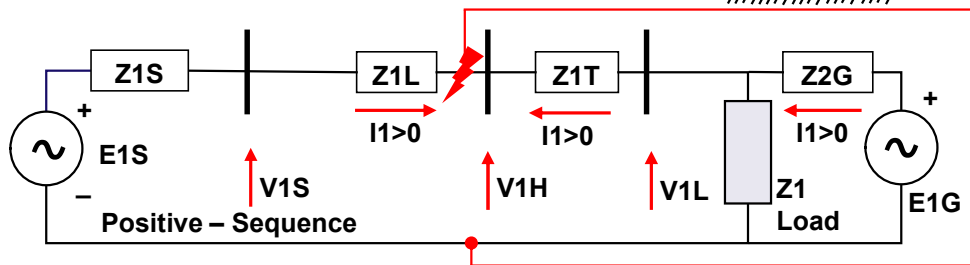 Z1S
Z1L
Z1T
Z2G
+
I1>0
I1>0
I1>0
+
E1S
−
V1S
V1H
V1L
Z1
Load
E1G
Positive – Sequence